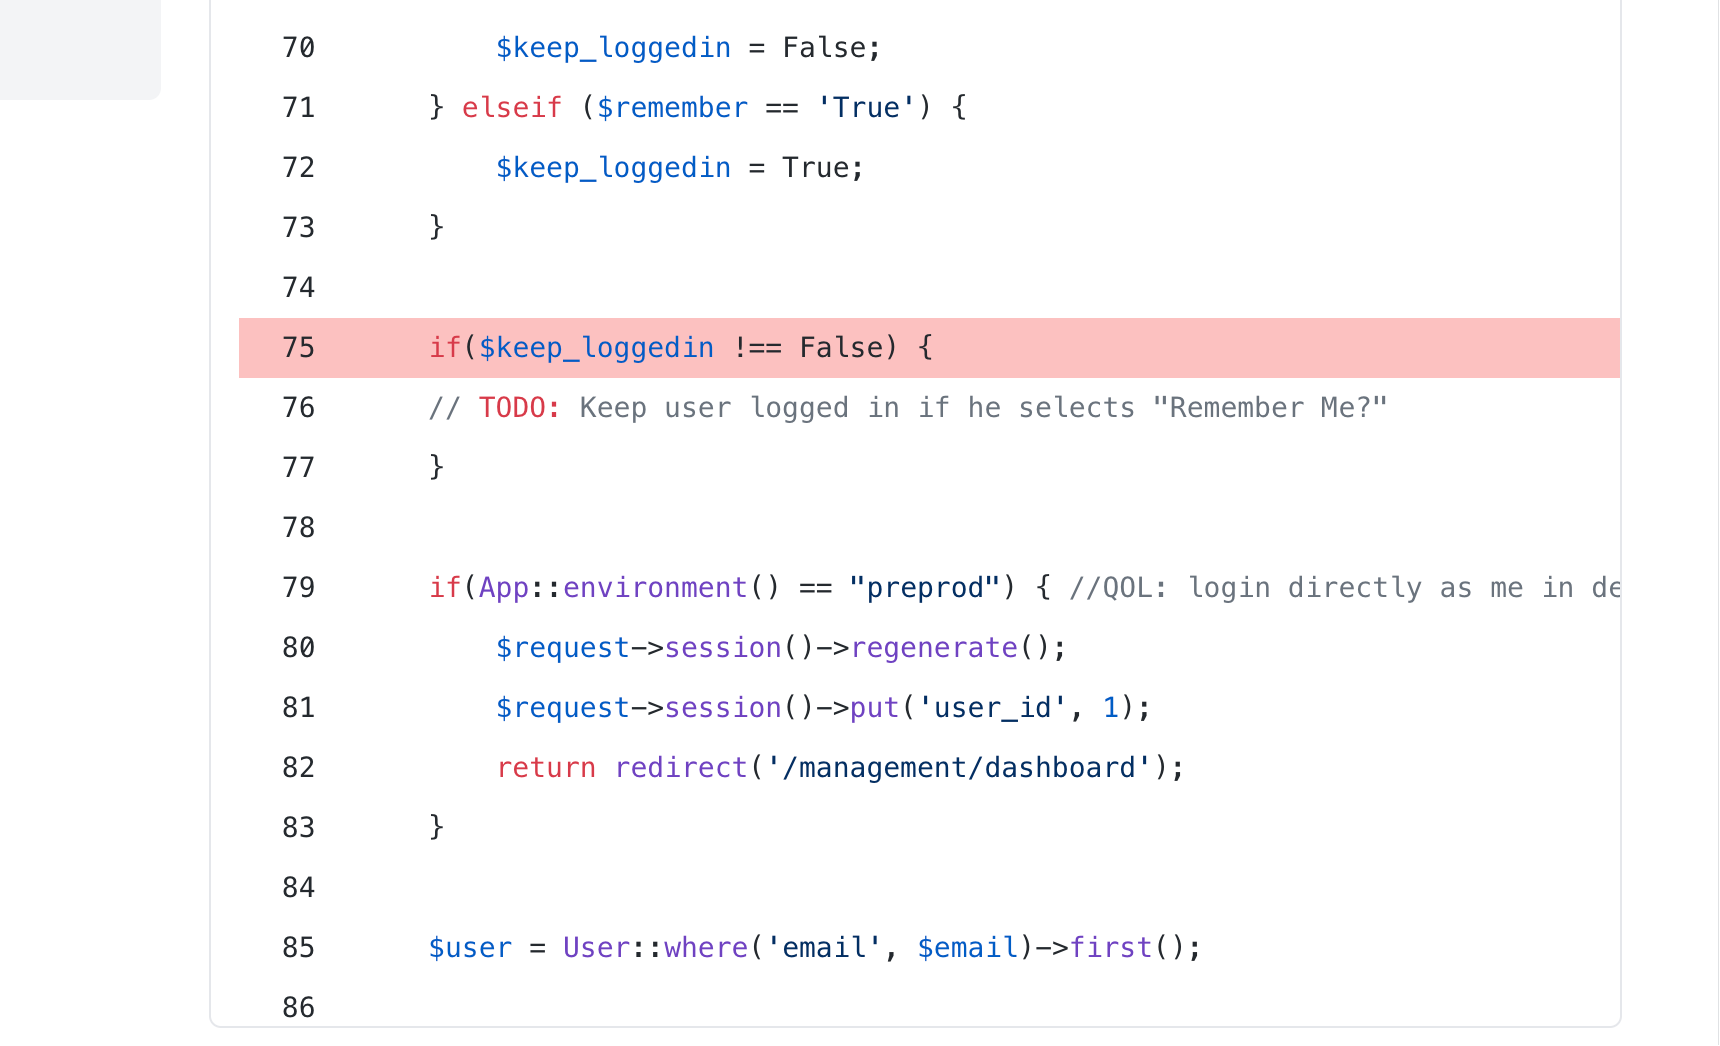 70 $keep_loggedin = False;
71 } elseif ($remember == 'True') {
72 $keep_loggedin = True;
73 }
74
75 if($keep_loggedin !== False) {
76 // TODO: Keep user logged in if he selects "Remember Me?"
77 }
78
79 if(App::environment() == "preprod") { //QOL: login directly as me in de
80 $request->session()->regenerate();
81 $request->session()->put('user_id', 1);
82 return redirect('/management/dashboard');
83 }
84
85 $user = User::where('email', $email)->first();
86